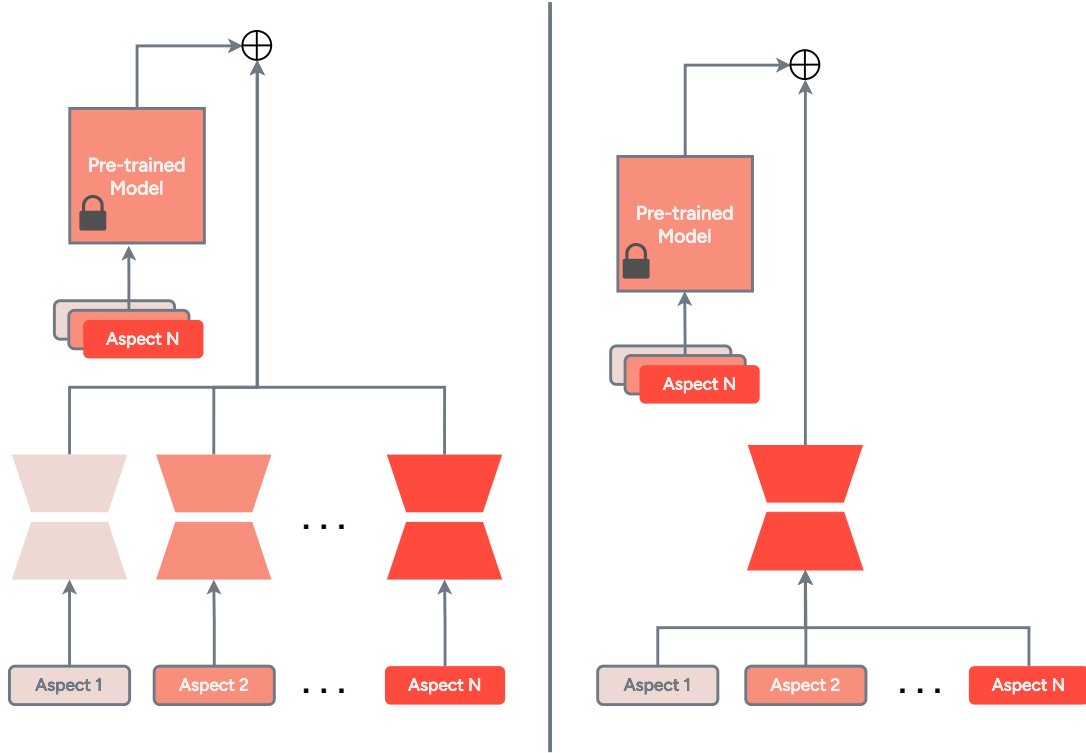 Pre-trained
Model
Aspect N
. . .
Aspect 1
Aspect 2
. . .
Aspect N
Pre-trained
Model
Aspect N
Aspect 1
Aspect 2
. . .
Aspect N